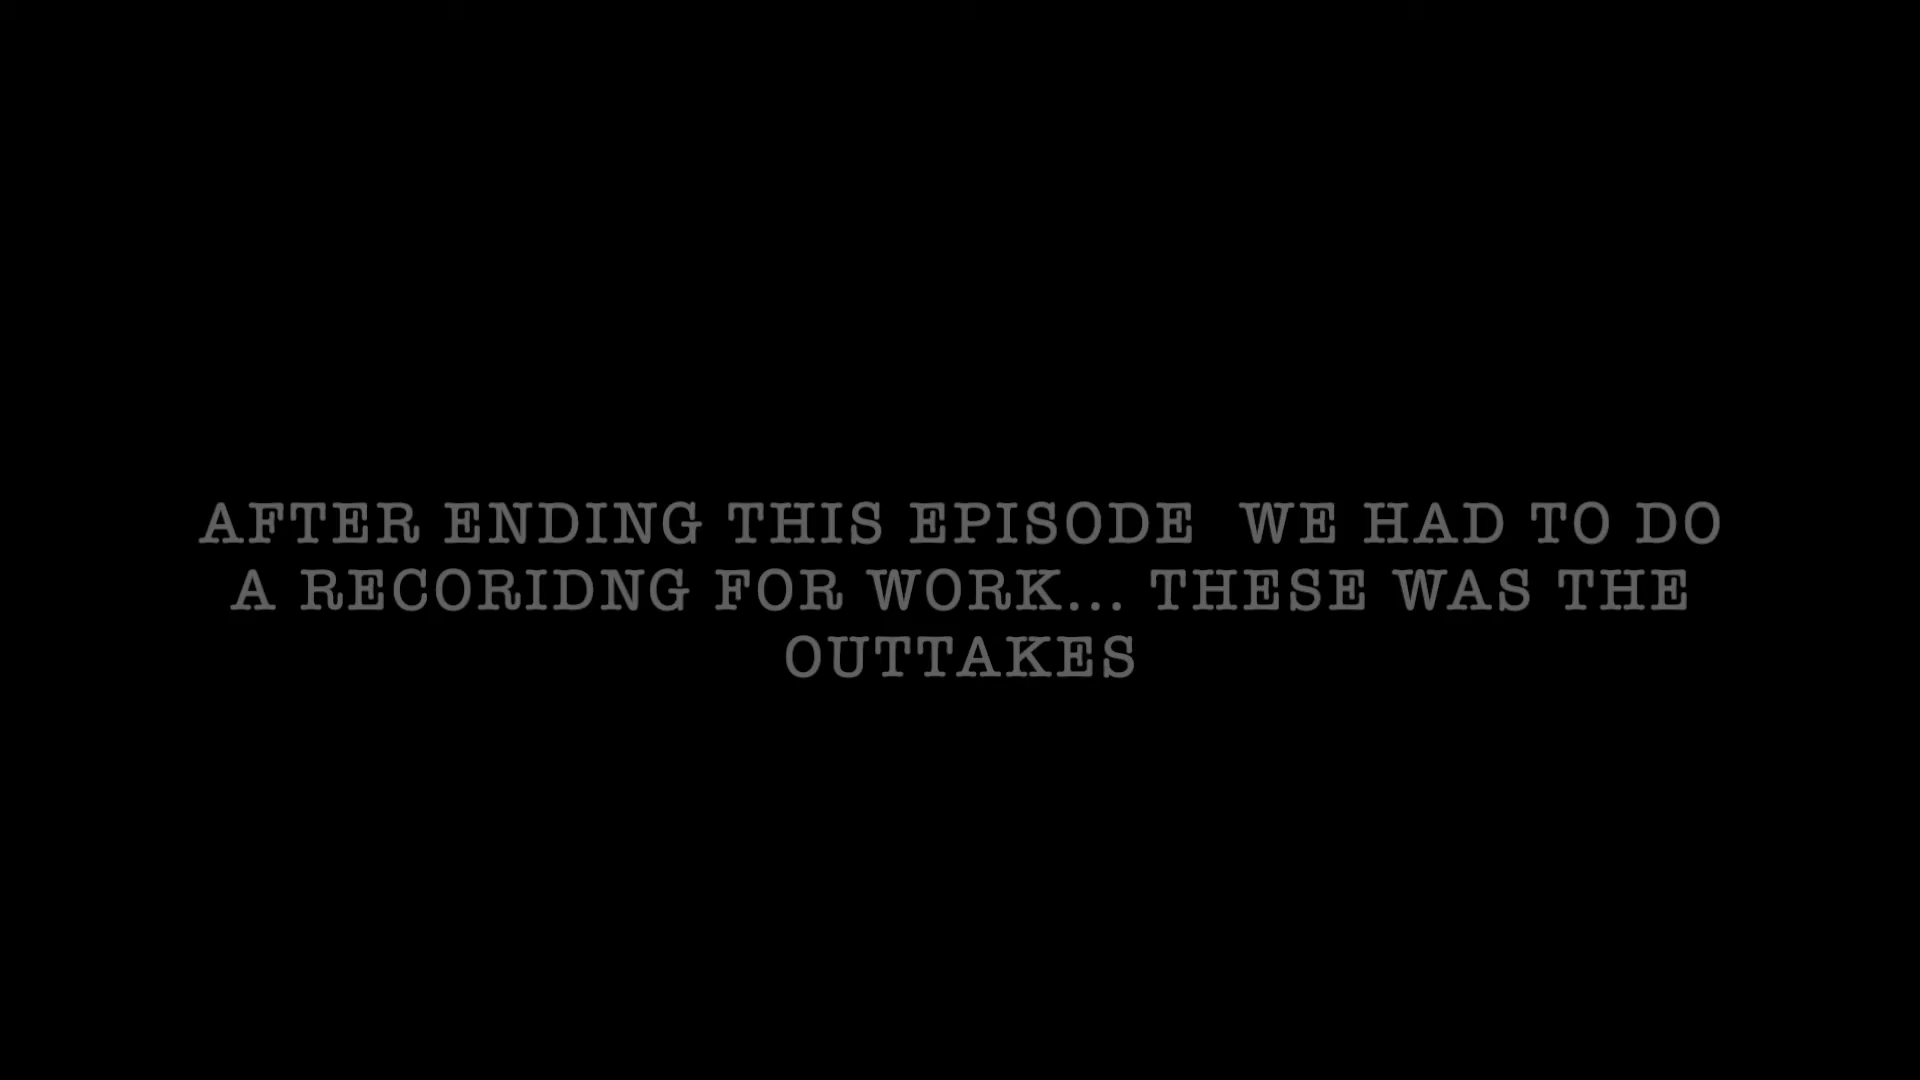 AFTER ENDING THIS EPISODE  WE HAD TO DO
A RECORIDNG FOR WORK... THESE WAS THE
OUTTAKES